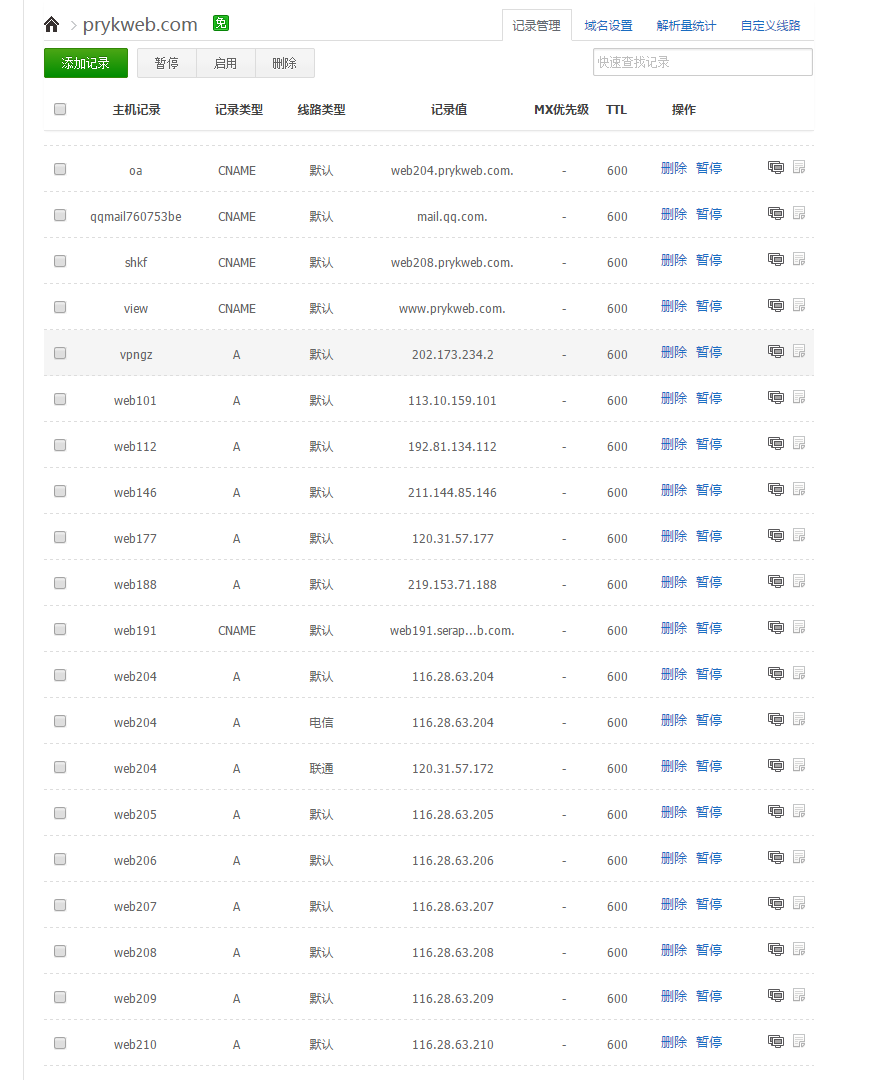 prykweb.com 免 记录管理 域名设置 解析量统计 自定义线路
添加记录 暂停 启用 删除 快速查找记录
主机记录 记录类型 线路类型 记录值 MX优先级 TTL 操作
oa CNAME 默认 web204.prykweb.com. - 600 删除 暂停
qqmail760753be CNAME 默认 mail.qq.com. - 600 删除 暂停
shkf CNAME 默认 web208.prykweb.com. - 600 删除 暂停
view CNAME 默认 www.prykweb.com. - 600 删除 暂停
vpngz A 默认 202.173.234.2 - 600 删除 暂停
web101 A 默认 113.10.159.101 - 600 删除 暂停
web112 A 默认 192.81.134.112 - 600 删除 暂停
web146 A 默认 211.144.85.146 - 600 删除 暂停
web177 A 默认 120.31.57.177 - 600 删除 暂停
web188 A 默认 219.153.71.188 - 600 删除 暂停
web191 CNAME 默认 web191.serap...b.com. - 600 删除 暂停
web204 A 默认 116.28.63.204 - 600 删除 暂停
web204 A 电信 116.28.63.204 - 600 删除 暂停
web204 A 联通 120.31.57.172 - 600 删除 暂停
web205 A 默认 116.28.63.205 - 600 删除 暂停
web206 A 默认 116.28.63.206 - 600 删除 暂停
web207 A 默认 116.28.63.207 - 600 删除 暂停
web208 A 默认 116.28.63.208 - 600 删除 暂停
web209 A 默认 116.28.63.209 - 600 删除 暂停
web210 A 默认 116.28.63.210 - 600 删除 暂停